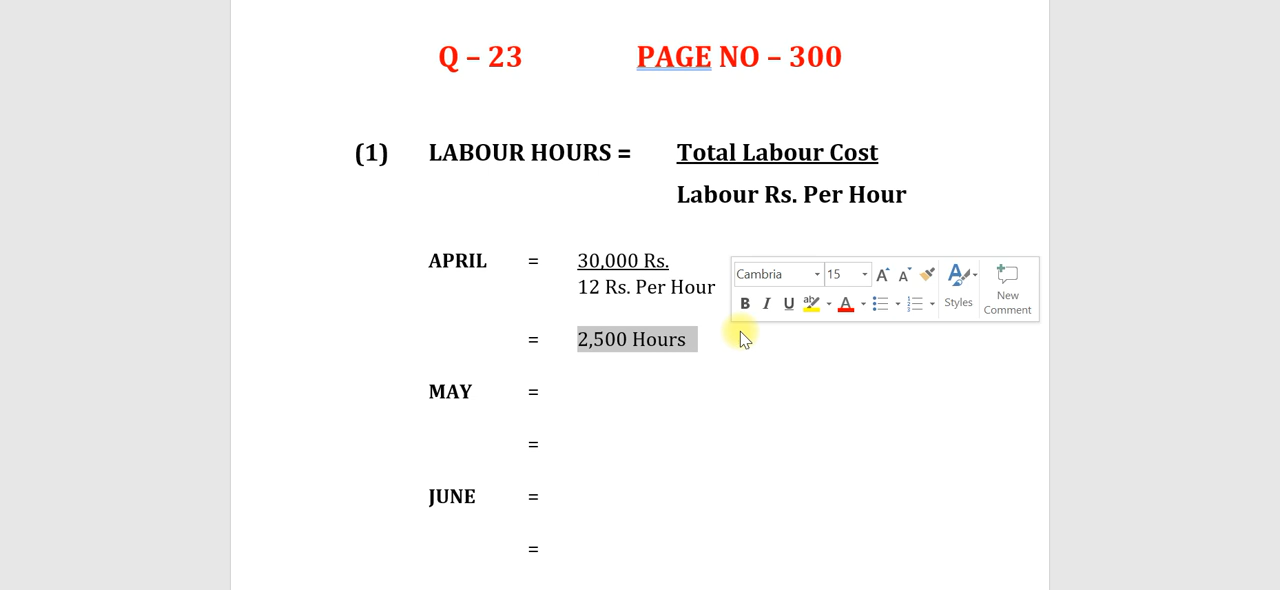 Q – 23 PAGE NO – 300
(1) LABOUR HOURS = Total Labour Cost
Labour Rs. Per Hour
APRIL = 30,000 Rs.
12 Rs. Per Hour
= 2,500 Hours
MAY =
=
JUNE =
=
Cambria 15 A A A
B I U ab A Styles New
Comment